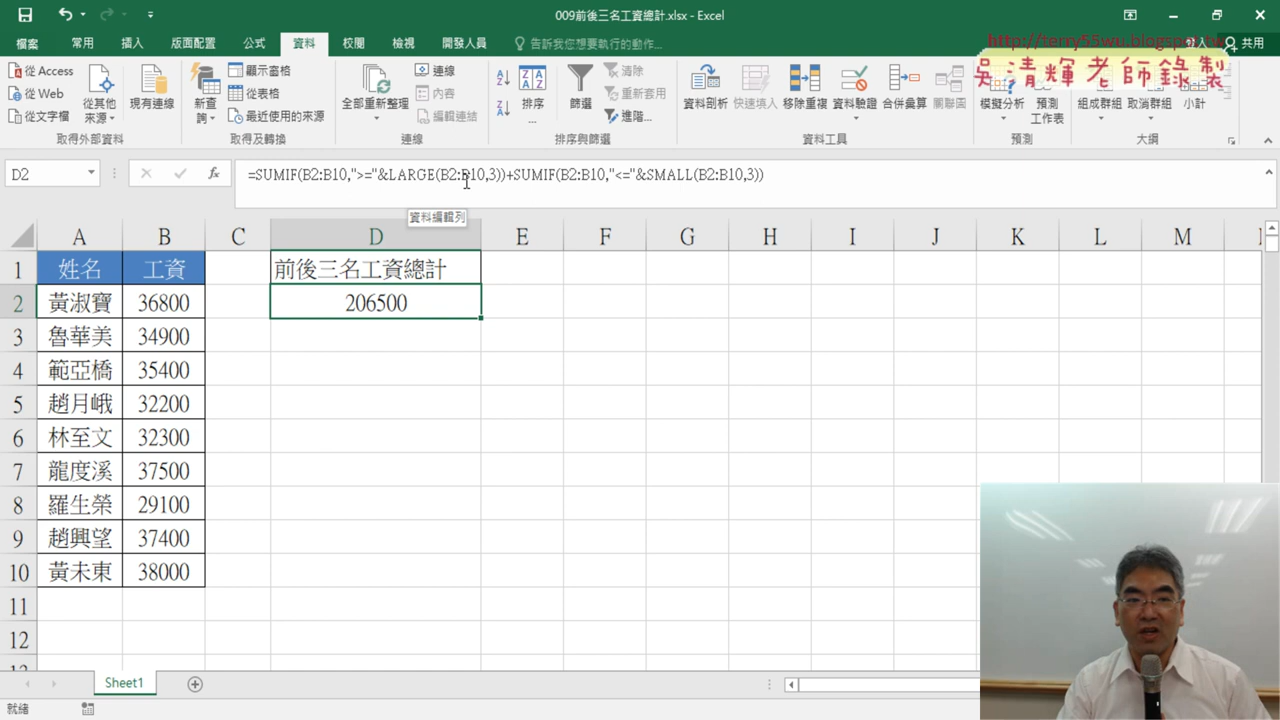 009前後三名工資總計.xlsx - Excel
檔案 常用 插入 版面配置 公式 資料 校閱 檢視 開發人員 告訴我您想要執行的動作... 共用
http://terry55wu.blogspot.tw
吳清輝老師錄製
從 Access
從 Web
從文字檔
從其他來源
現有連線
取得外部資料
新查詢
顯示窗格
從表格
最近使用的來源
取得及轉換
全部重新整理
連線
內容
編輯連結
連線
排序...
篩選
清除
重新套用
進階...
排序與篩選
資料剖析 快速填入 移除重複 資料驗證 合併彙算 關聯圖
資料工具
模擬分析 預測工作表
預測
組成群組 取消群組 小計
大綱
D2
fx
=SUMIF(B2:B10,">="&LARGE(B2:B10,3))+SUMIF(B2:B10,"<="&SMALL(B2:B10,3))
資料編輯列
A B C D E F G H I J K L M
1 姓名 工資 前後三名工資總計
2 黃淑寶 36800 206500
3 魯華美 34900
4 範亞橋 35400
5 趙月峨 32200
6 林至文 32300
7 龍度溪 37500
8 羅生榮 29100
9 趙興望 37400
10 黃未東 38000
11
12
Sheet1
就緒